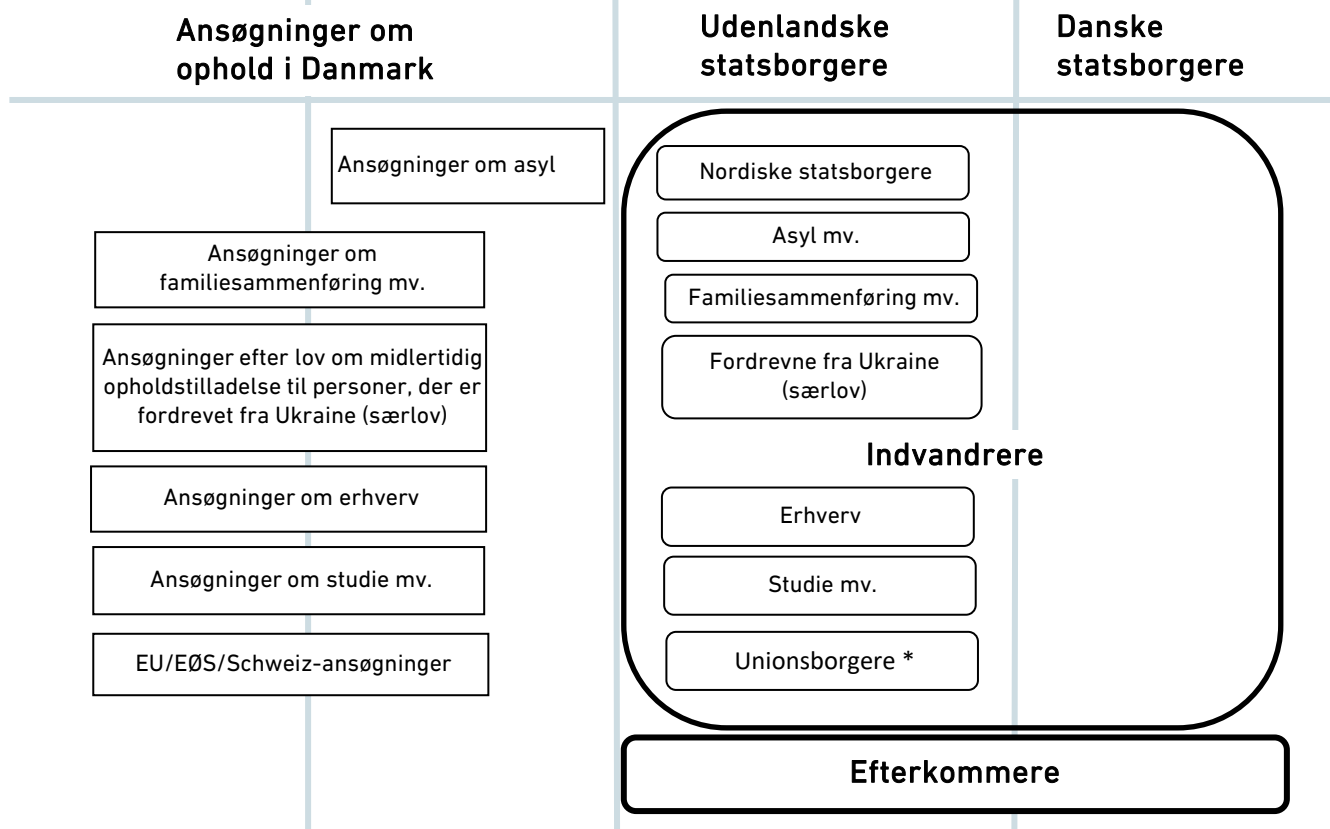 Ansøgninger om
ophold i Danmark
Udenlandske
statsborgere
Danske
statsborgere
Ansøgninger om asyl
Ansøgninger om
familiesammenføring mv.
Ansøgninger efter lov om midlertidig
opholdstilladelse til personer, der er
fordrevet fra Ukraine (særlov)
Ansøgninger om erhverv
Ansøgninger om studie mv.
EU/EØS/Schweiz-ansøgninger
Nordiske statsborgere
Asyl mv.
Familiesammenføring mv.
Fordrevne fra Ukraine
(særlov)
Indvandrere
Erhverv
Studie mv.
Unionsborgere *
Efterkommere